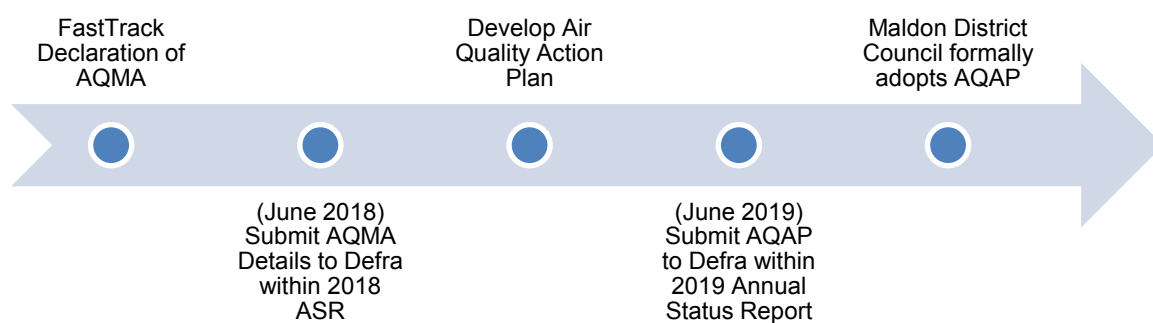 FastTrack
Declaration of
AQMA
(June 2018)
Submit AQMA
Details to Defra
within 2018
ASR
Develop Air
Quality Action
Plan
(June 2019)
Submit AQAP
to Defra within
2019 Annual
Status Report
Maldon District
Council formally
adopts AQAP